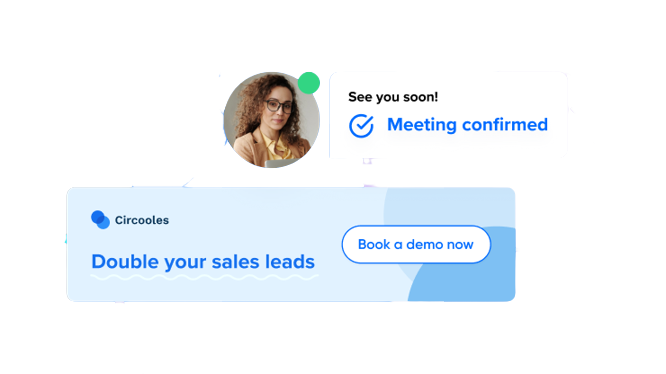 See you soon!
Meeting confirmed
Circooles
Double your sales leads
Book a demo now